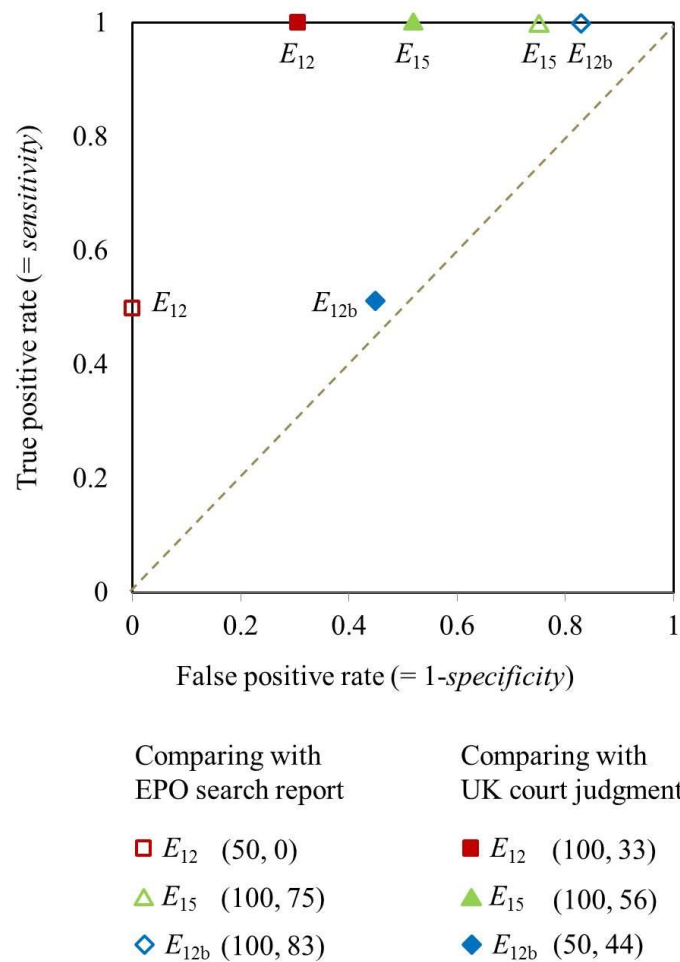 1
E12 E15 E15 E12b
0.8
0.6
E12 E12b
0.4
0.2
0
True positive rate (= sensitivity)
0 0.2 0.4 0.6 0.8 1
False positive rate (= 1-specificity)
Comparing with
EPO search report
E12 (50, 0)
E15 (100, 75)
E12b (100, 83)
Comparing with
UK court judgment
E12 (100, 33)
E15 (100, 56)
E12b (50, 44)